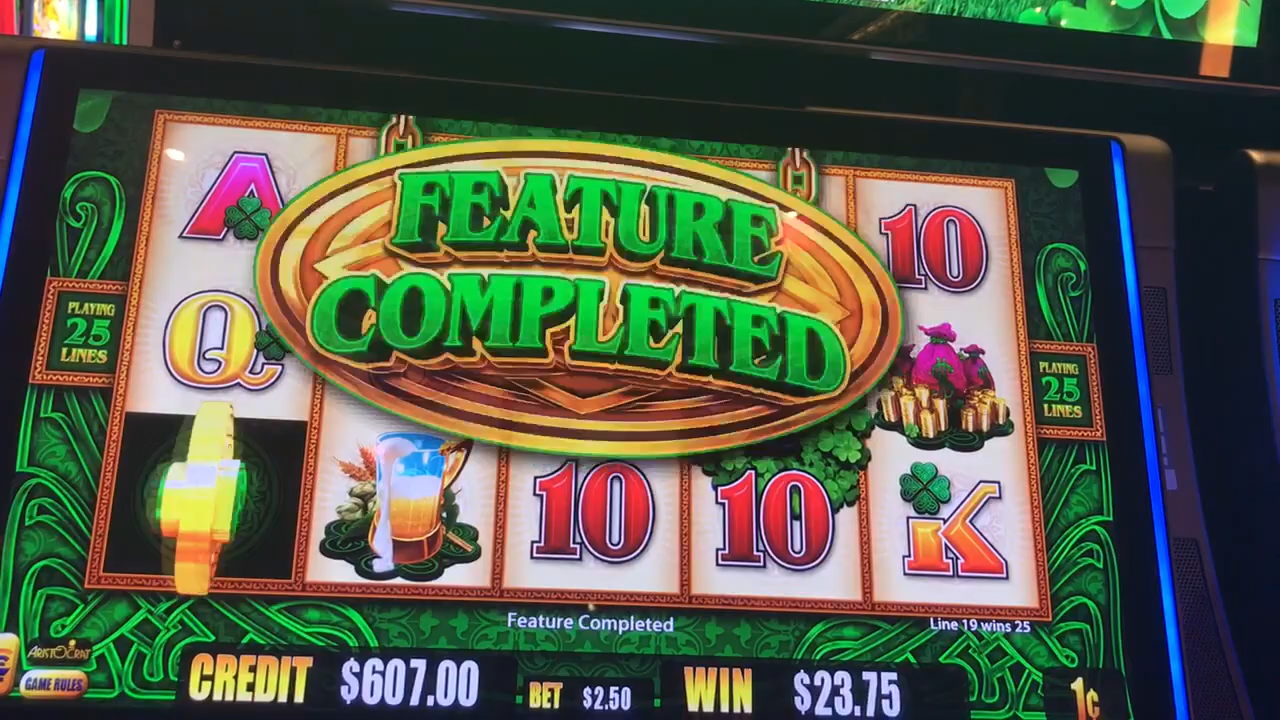 FEATURE
COMPLETED
A
10
Q
PLAYING
25
LINES
PLAYING
25
LINES
10
10
K
Feature Completed
Line 19 wins 25
ARISTOCRAT
GAME RULES
CREDIT $607.00
BET $2.50
WIN $23.75
1¢